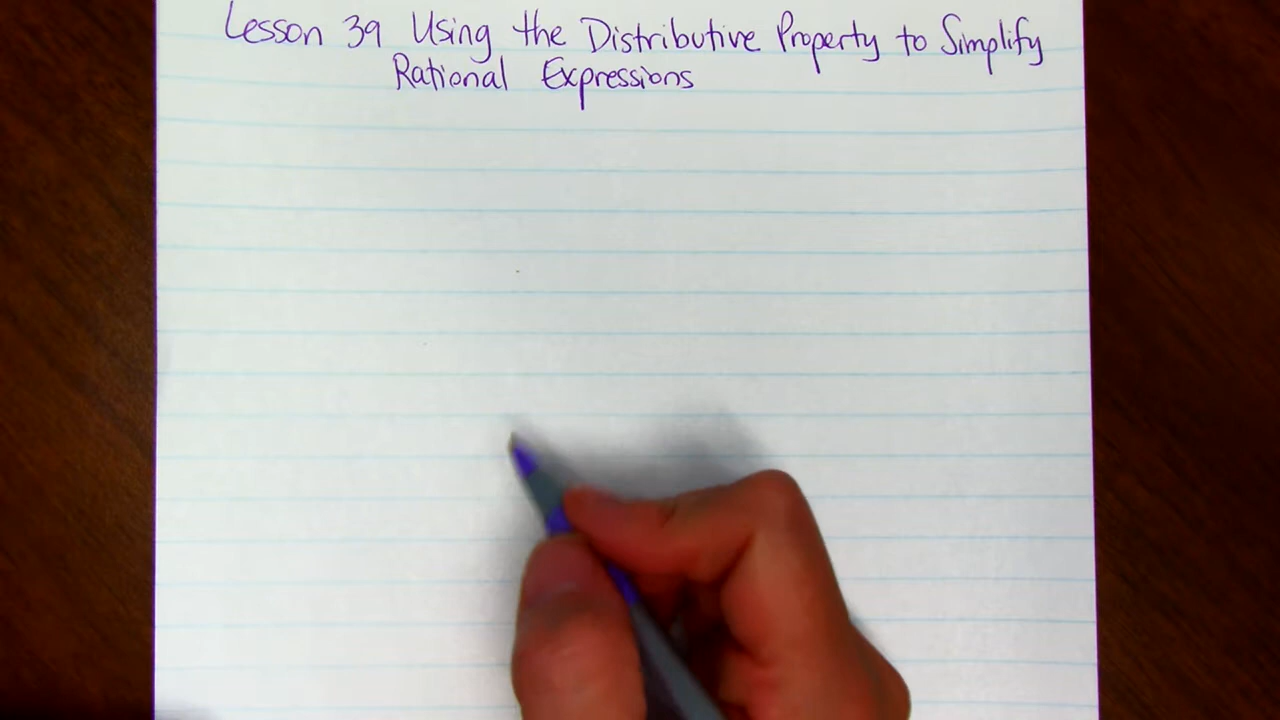 Lesson 39 Using the Distributive Property to Simplify
Rational Expressions